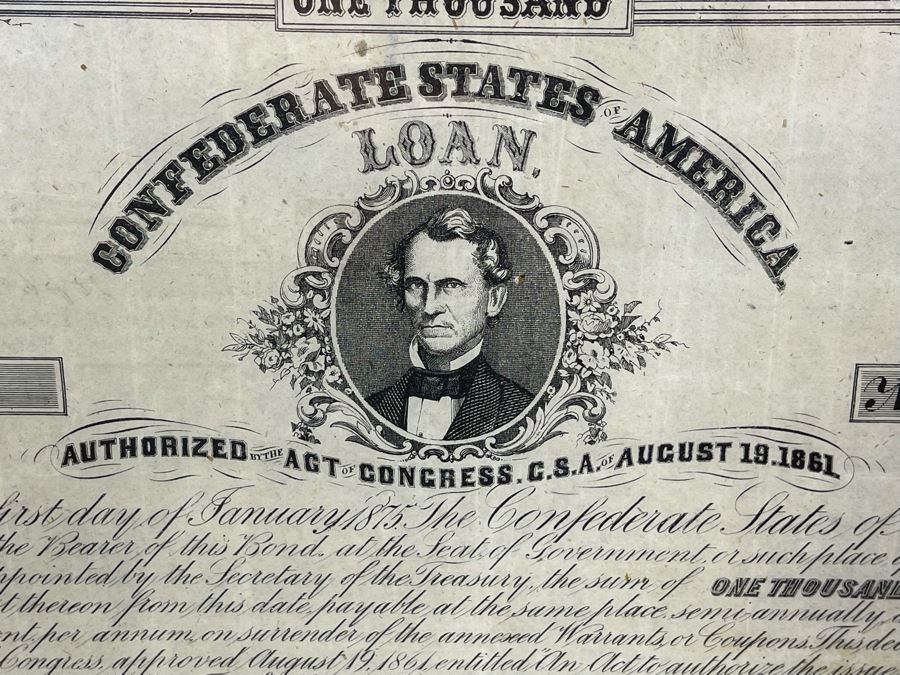 ONE THOUSAND
CONFEDERATE STATES OF AMERICA
LOAN,
AUTHORIZED BY THE ACT OF CONGRESS. C.S.A. OF AUGUST 19.1861
first day of January 1875. The Confederate States of
the Bearer of this Bond, at the Seat of Government, or such place
appointed by the Secretary of the Treasury, the sum of ONE THOUSAND
thereon from this date, payable at the same place, semi annually,
per annum, on surrender of the annexed Warrants, or Coupons. This
Congress, approved August 19, 1861, entitled "An Act, to authorize the issue